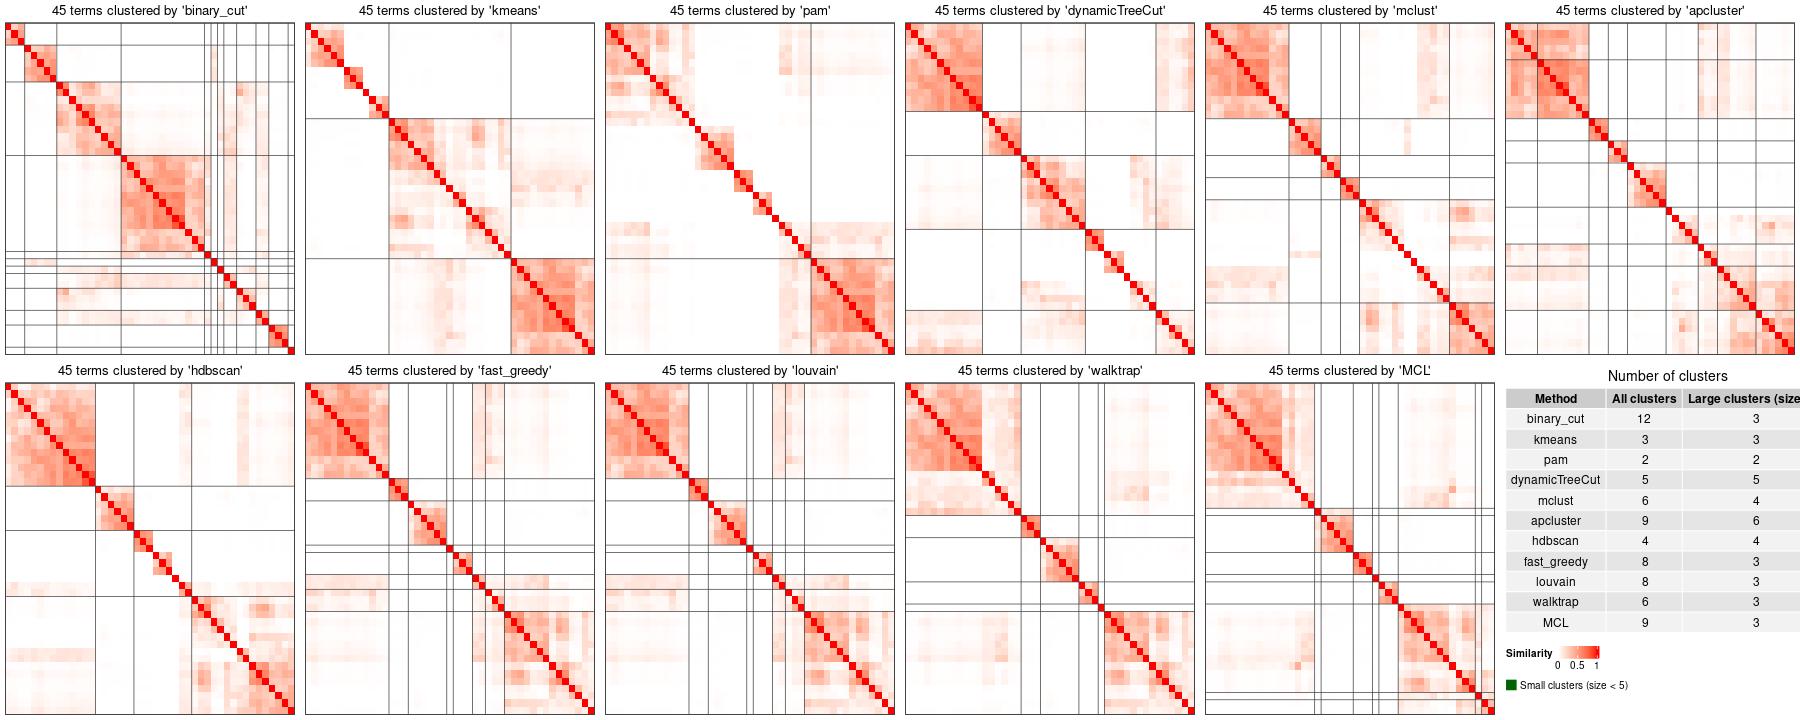 45 terms clustered by 'binary_cut'
45 terms clustered by 'kmeans'
45 terms clustered by 'pam'
45 terms clustered by 'dynamicTreeCut'
45 terms clustered by 'mclust'
45 terms clustered by 'apcluster'
45 terms clustered by 'hdbscan'
45 terms clustered by 'fast_greedy'
45 terms clustered by 'louvain'
45 terms clustered by 'walktrap'
45 terms clustered by 'MCL'
Number of clusters
Method All clusters Large clusters (size
binary_cut 12 3
kmeans 3 3
pam 2 2
dynamicTreeCut 5 5
mclust 6 4
apcluster 9 6
hdbscan 4 4
fast_greedy 8 3
louvain 8 3
walktrap 6 3
MCL 9 3
Similarity
0 0.5 1
Small clusters (size < 5)